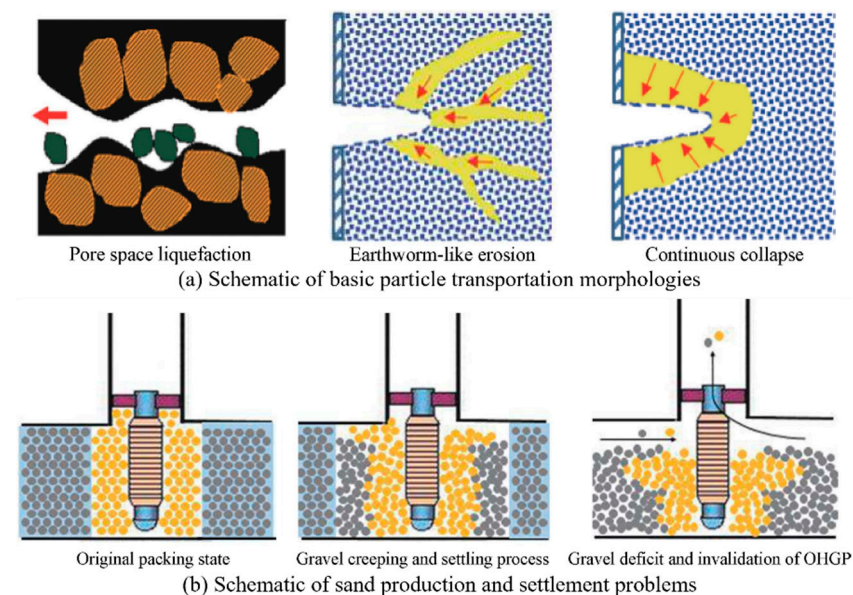 Pore space liquefaction
Earthworm-like erosion
Continuous collapse
(a) Schematic of basic particle transportation morphologies
Original packing state
Gravel creeping and settling process
Gravel deficit and invalidation of OHGP
(b) Schematic of sand production and settlement problems